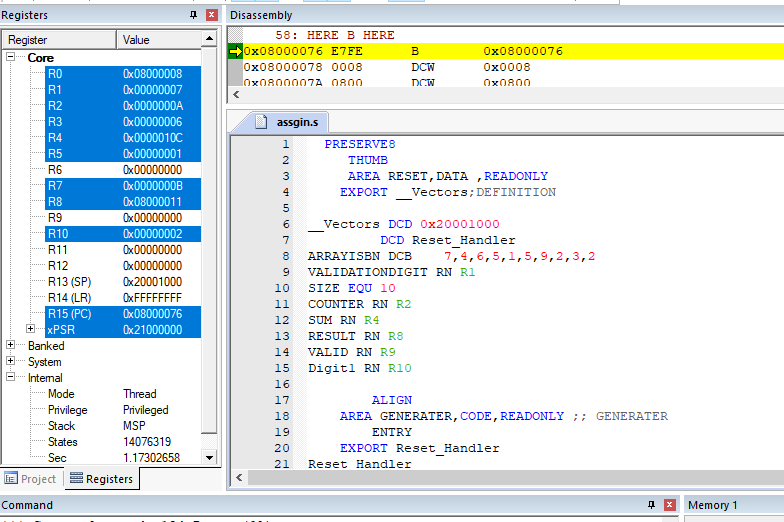 Registers
Register Value
Core
R0 0x08000008
R1 0x00000007
R2 0x0000000A
R3 0x00000006
R4 0x0000010C
R5 0x00000001
R6 0x00000000
R7 0x0000000B
R8 0x08000011
R9 0x00000000
R10 0x00000002
R11 0x00000000
R12 0x00000000
R13 (SP) 0x20001000
R14 (LR) 0xFFFFFFFF
R15 (PC) 0x08000076
xPSR 0x21000000
Banked
System
Internal
Mode Thread
Privilege Privileged
Stack MSP
States 14076319
Sec 1.17302658
Project Registers
Disassembly
58: HERE B HERE
0x08000076 E7FE B 0x08000076
0x08000078 0008 DCW 0x0008
0x0800007A 0800 DCW 0x0800
assgin.s
1 PRESERVE8
2 THUMB
3 AREA RESET,DATA ,READONLY
4 EXPORT __Vectors;DEFINITION
5
6 __Vectors DCD 0x20001000
7 DCD Reset_Handler
8 ARRAYISBN DCB 7,4,6,5,1,5,9,2,3,2
9 VALIDATIONDIGIT RN R1
10 SIZE EQU 10
11 COUNTER RN R2
12 SUM RN R4
13 RESULT RN R8
14 VALID RN R9
15 Digit1 RN R10
16
17 ALIGN
18 AREA GENERATER,CODE,READONLY ;; GENERATER
19 ENTRY
20 EXPORT Reset_Handler
21 Reset_Handler
Command
Memory 1